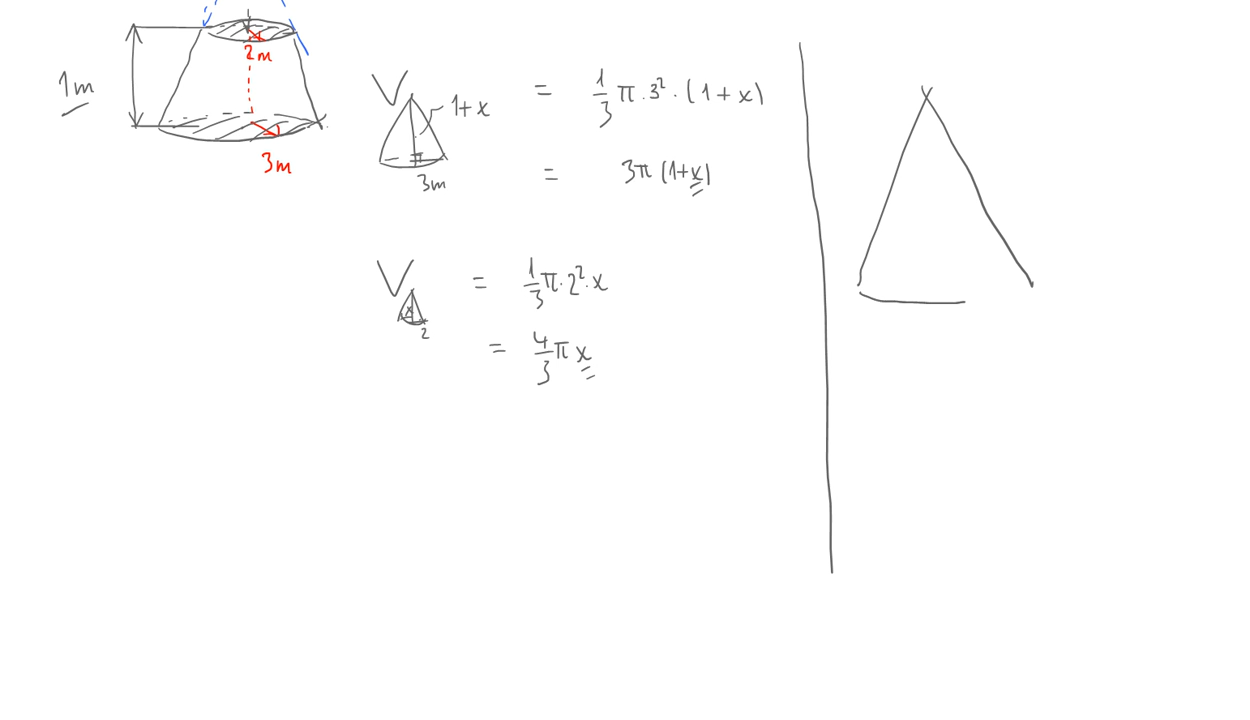 2m
1m
3m
V = 1/3 π · 3² · (1 + x)
1+x
3m
= 3π (1+x)
V = 1/3 π · 2² · x
x
2
= 4/3 π x